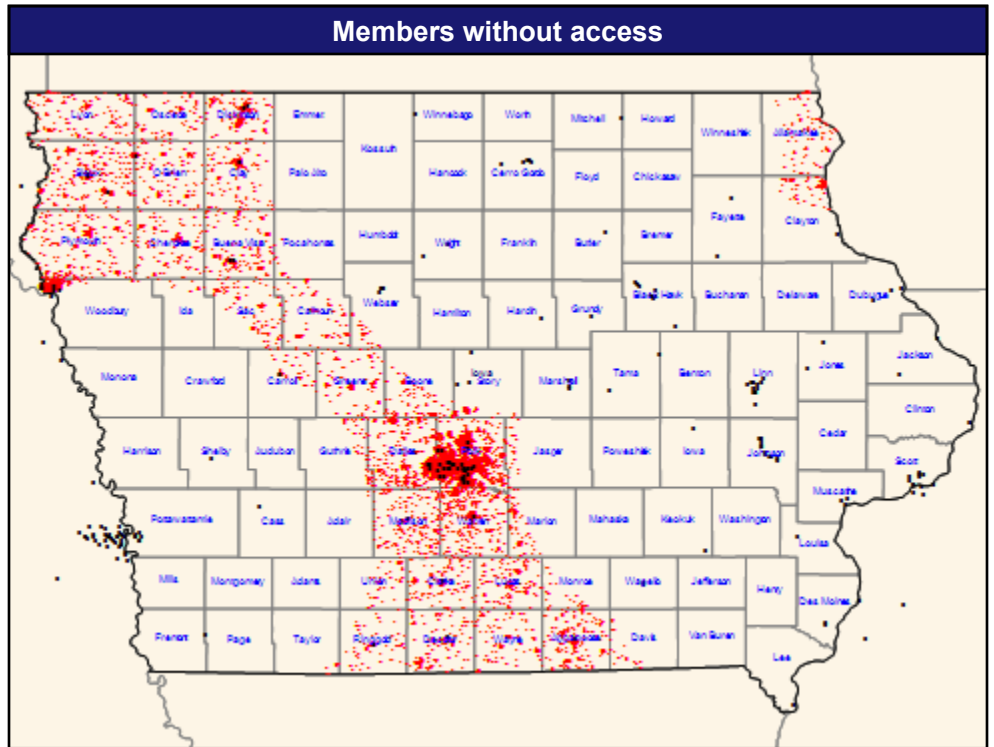 Members without access
Lyon
Osceola
Dickinson
Emmet
Winnebago
Worth
Mitchell
Howard
Winneshiek
Allamakee
Kossuth
Sioux
O'Brien
Clay
Palo Alto
Hancock
Cerro Gordo
Floyd
Chickasaw
Fayette
Clayton
Plymouth
Cherokee
Buena Vista
Pocahontas
Humboldt
Wright
Franklin
Butler
Bremer
Woodbury
Ida
Sac
Calhoun
Webster
Hamilton
Hardin
Grundy
Black Hawk
Buchanan
Delaware
Dubuque
Monona
Crawford
Carroll
Greene
Boone
Iowa
Story
Marshall
Tama
Benton
Linn
Jones
Jackson
Clinton
Harrison
Shelby
Audubon
Guthrie
Dallas
Polk
Jasper
Poweshiek
Iowa
Johnson
Cedar
Scott
Muscatine
Pottawattamie
Cass
Adair
Madison
Warren
Marion
Mahaska
Keokuk
Washington
Louisa
Mills
Montgomery
Adams
Union
Clarke
Lucas
Monroe
Wapello
Jefferson
Henry
Des Moines
Fremont
Page
Taylor
Ringgold
Decatur
Wayne
Appanoose
Davis
Van Buren
Lee